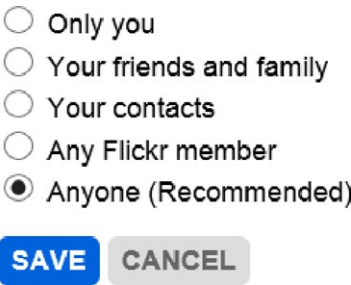 Only you
Your friends and family
Your contacts
Any Flickr member
Anyone (Recommended)
SAVE CANCEL